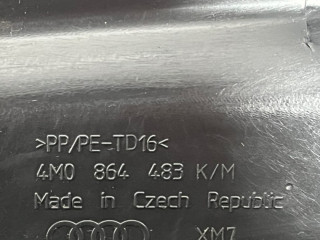 >PP/PE-TD16<
4M0 864 483 K/M
Made in Czech Republic
XM7